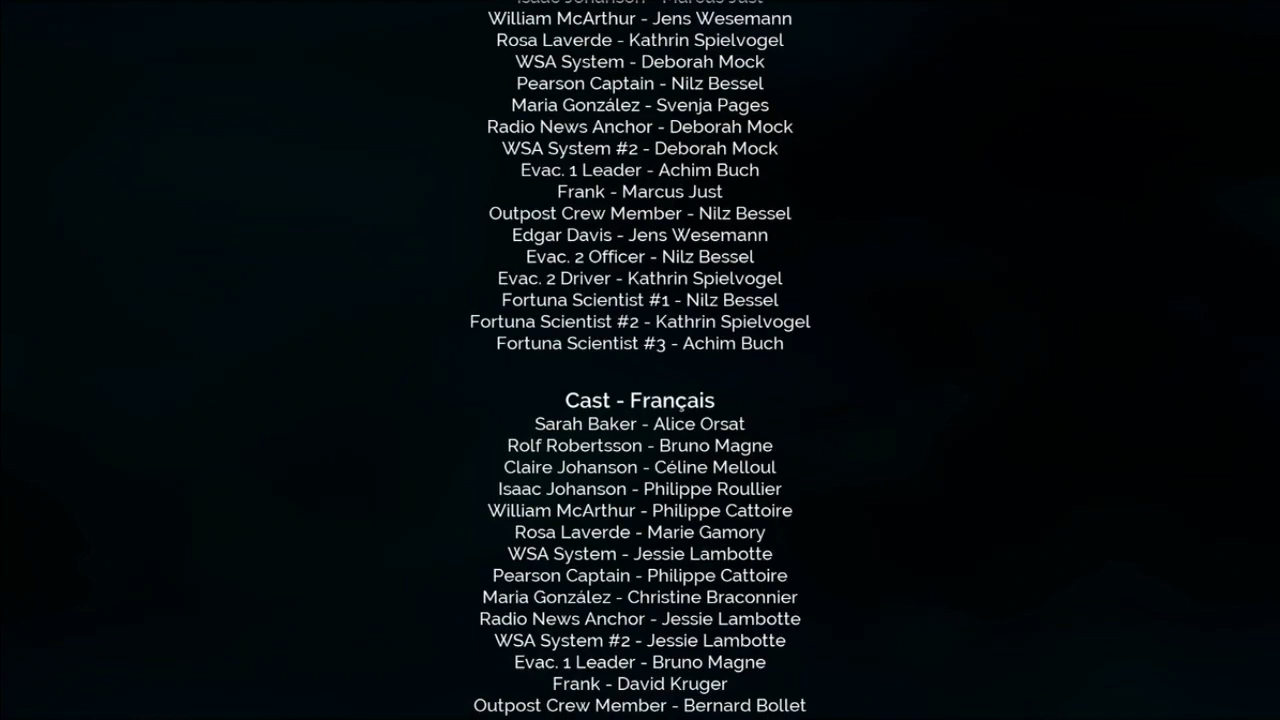 Isaac Johanson - Marcus Just
William McArthur - Jens Wesemann
Rosa Laverde - Kathrin Spielvogel
WSA System - Deborah Mock
Pearson Captain - Nilz Bessel
Maria González - Svenja Pages
Radio News Anchor - Deborah Mock
WSA System #2 - Deborah Mock
Evac. 1 Leader - Achim Buch
Frank - Marcus Just
Outpost Crew Member - Nilz Bessel
Edgar Davis - Jens Wesemann
Evac. 2 Officer - Nilz Bessel
Evac. 2 Driver - Kathrin Spielvogel
Fortuna Scientist #1 - Nilz Bessel
Fortuna Scientist #2 - Kathrin Spielvogel
Fortuna Scientist #3 - Achim Buch
Cast - Français
Sarah Baker - Alice Orsat
Rolf Robertsson - Bruno Magne
Claire Johanson - Céline Melloul
Isaac Johanson - Philippe Roullier
William McArthur - Philippe Cattoire
Rosa Laverde - Marie Gamory
WSA System - Jessie Lambotte
Pearson Captain - Philippe Cattoire
Maria González - Christine Braconnier
Radio News Anchor - Jessie Lambotte
WSA System #2 - Jessie Lambotte
Evac. 1 Leader - Bruno Magne
Frank - David Kruger
Outpost Crew Member - Bernard Bollet